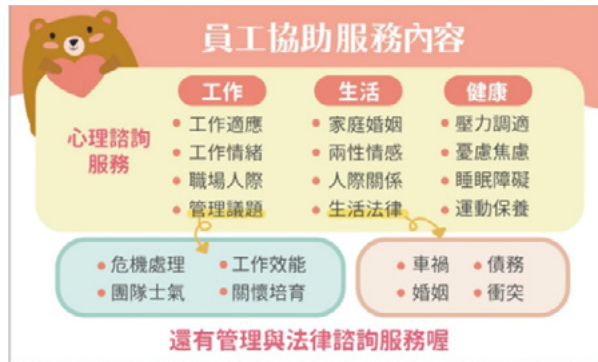 員工協助服務內容
心理諮詢
服務
工作
• 工作適應
• 工作情緒
• 職場人際
• 管理議題
生活
• 家庭婚姻
• 兩性情感
• 人際關係
• 生活法律
健康
• 壓力調適
• 憂慮焦慮
• 睡眠障礙
• 運動保養
• 危機處理 • 工作效能
• 團隊士氣 • 關懷培育
• 車禍 • 債務
• 婚姻 • 衝突
還有管理與法律諮詢服務喔